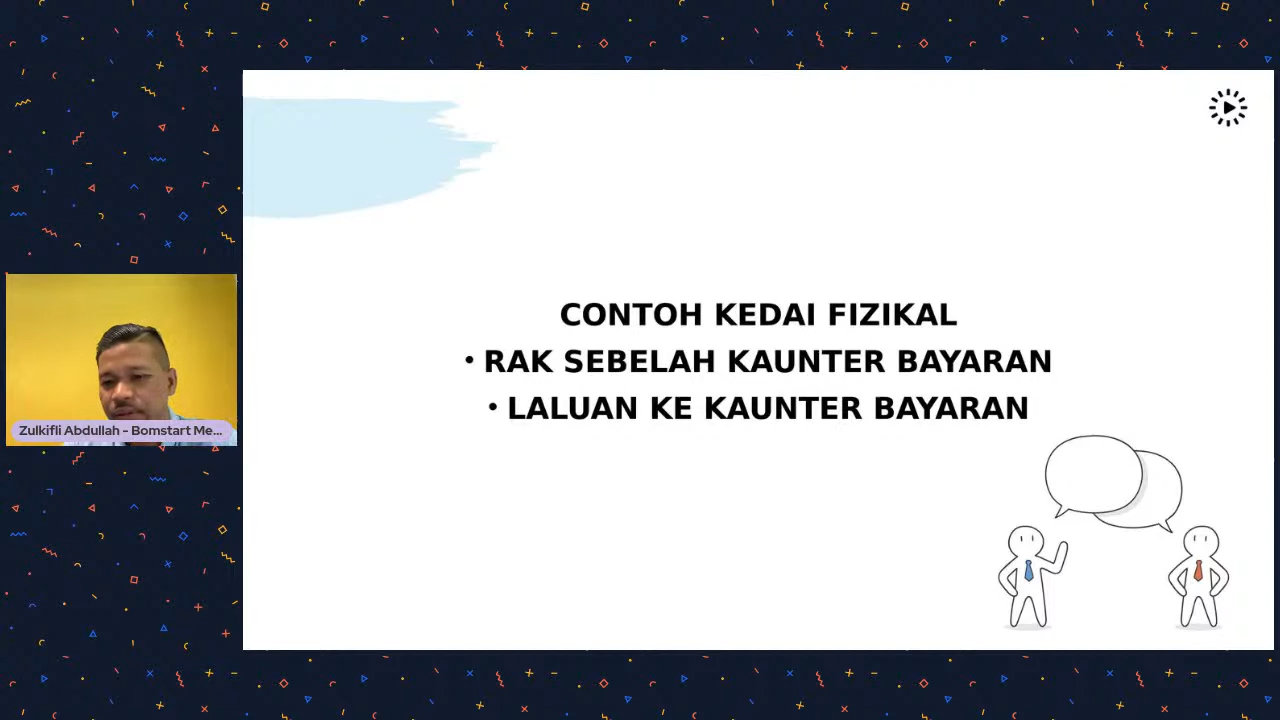 CONTOH KEDAI FIZIKAL
• RAK SEBELAH KAUNTER BAYARAN
• LALUAN KE KAUNTER BAYARAN
Zulkifli Abdullah - Bomstart Me...